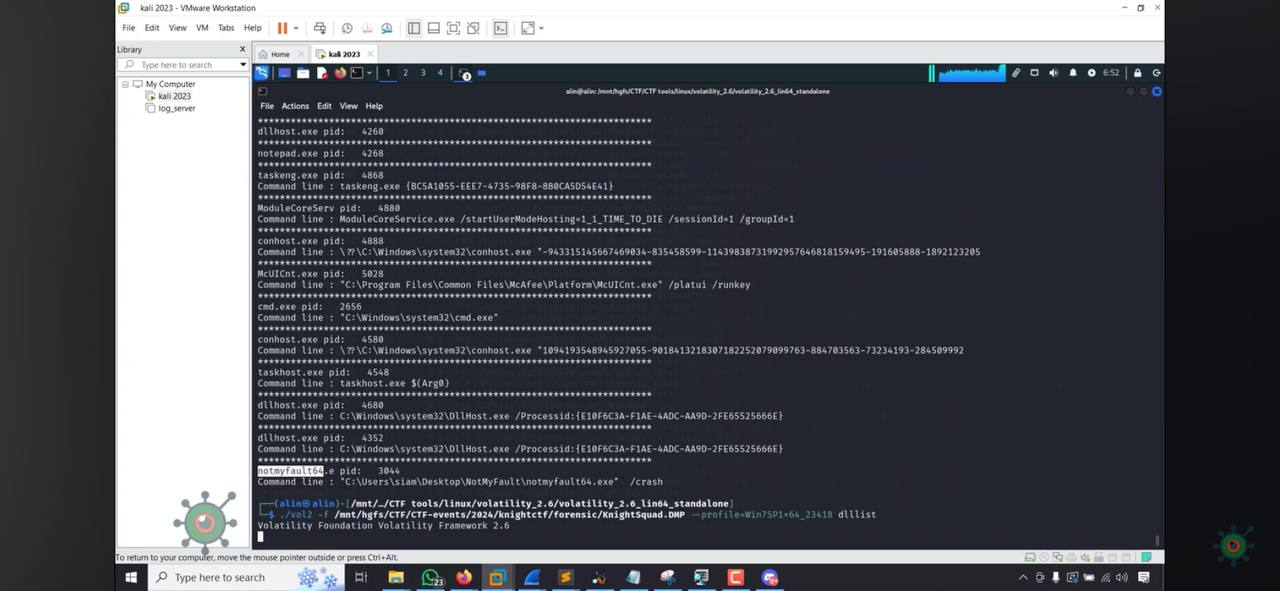 kali 2023 - VMware Workstation
File Edit View VM Tabs Help
Library
Type here to search
My Computer
kali 2023
log_server
Home
kali 2023
1 2 3 4
6:52
alin@alin: /mnt/hgfs/CTF/CTF tools/linux/volatility_2.6/volatility_2.6_lin64_standalone
File Actions Edit View Help
************************************************************************
dllhost.exe pid: 4260
************************************************************************
notepad.exe pid: 4268
************************************************************************
taskeng.exe pid: 4868
Command line : taskeng.exe {BC5A1055-EEE7-4735-98F8-8B0CA5D54E41}
************************************************************************
ModuleCoreServ pid: 4880
Command line : ModuleCoreService.exe /startUserModeHosting=1_1_TIME_TO_DIE /sessionId=1 /groupId=1
************************************************************************
conhost.exe pid: 4888
Command line : \??\C:\Windows\system32\conhost.exe "-943315145667469034-835458599-11439838731992957646818159495-191605888-1892123205
************************************************************************
McUICnt.exe pid: 5028
Command line : "C:\Program Files\Common Files\McAfee\Platform\McUICnt.exe" /platui /runkey
************************************************************************
cmd.exe pid: 2656
Command line : "C:\Windows\system32\cmd.exe"
************************************************************************
conhost.exe pid: 4580
Command line : \??\C:\Windows\system32\conhost.exe "1094193548945927055-9018413218307182252079099763-884703563-73234193-284509992
************************************************************************
taskhost.exe pid: 4548
Command line : taskhost.exe $(Arg0)
************************************************************************
dllhost.exe pid: 4680
Command line : C:\Windows\system32\DllHost.exe /Processid:{E10F6C3A-F1AE-4ADC-AA9D-2FE65525666E}
************************************************************************
dllhost.exe pid: 4352
Command line : C:\Windows\system32\DllHost.exe /Processid:{E10F6C3A-F1AE-4ADC-AA9D-2FE65525666E}
************************************************************************
notmyfault64.e pid: 3044
Command line : "C:\Users\siam\Desktop\NotMyFault\notmyfault64.exe" /crash
┌──(alin㉿alin)-[/mnt/…/CTF tools/linux/volatility_2.6/volatility_2.6_lin64_standalone]
└─$ ./vol2 -f /mnt/hgfs/CTF/CTF-events/2024/knightctf/forensic/KnightSquad.DMP --profile=Win7SP1x64_23418 dlllist
Volatility Foundation Volatility Framework 2.6
To return to your computer, move the mouse pointer outside or press Ctrl+Alt.
Type here to search
23